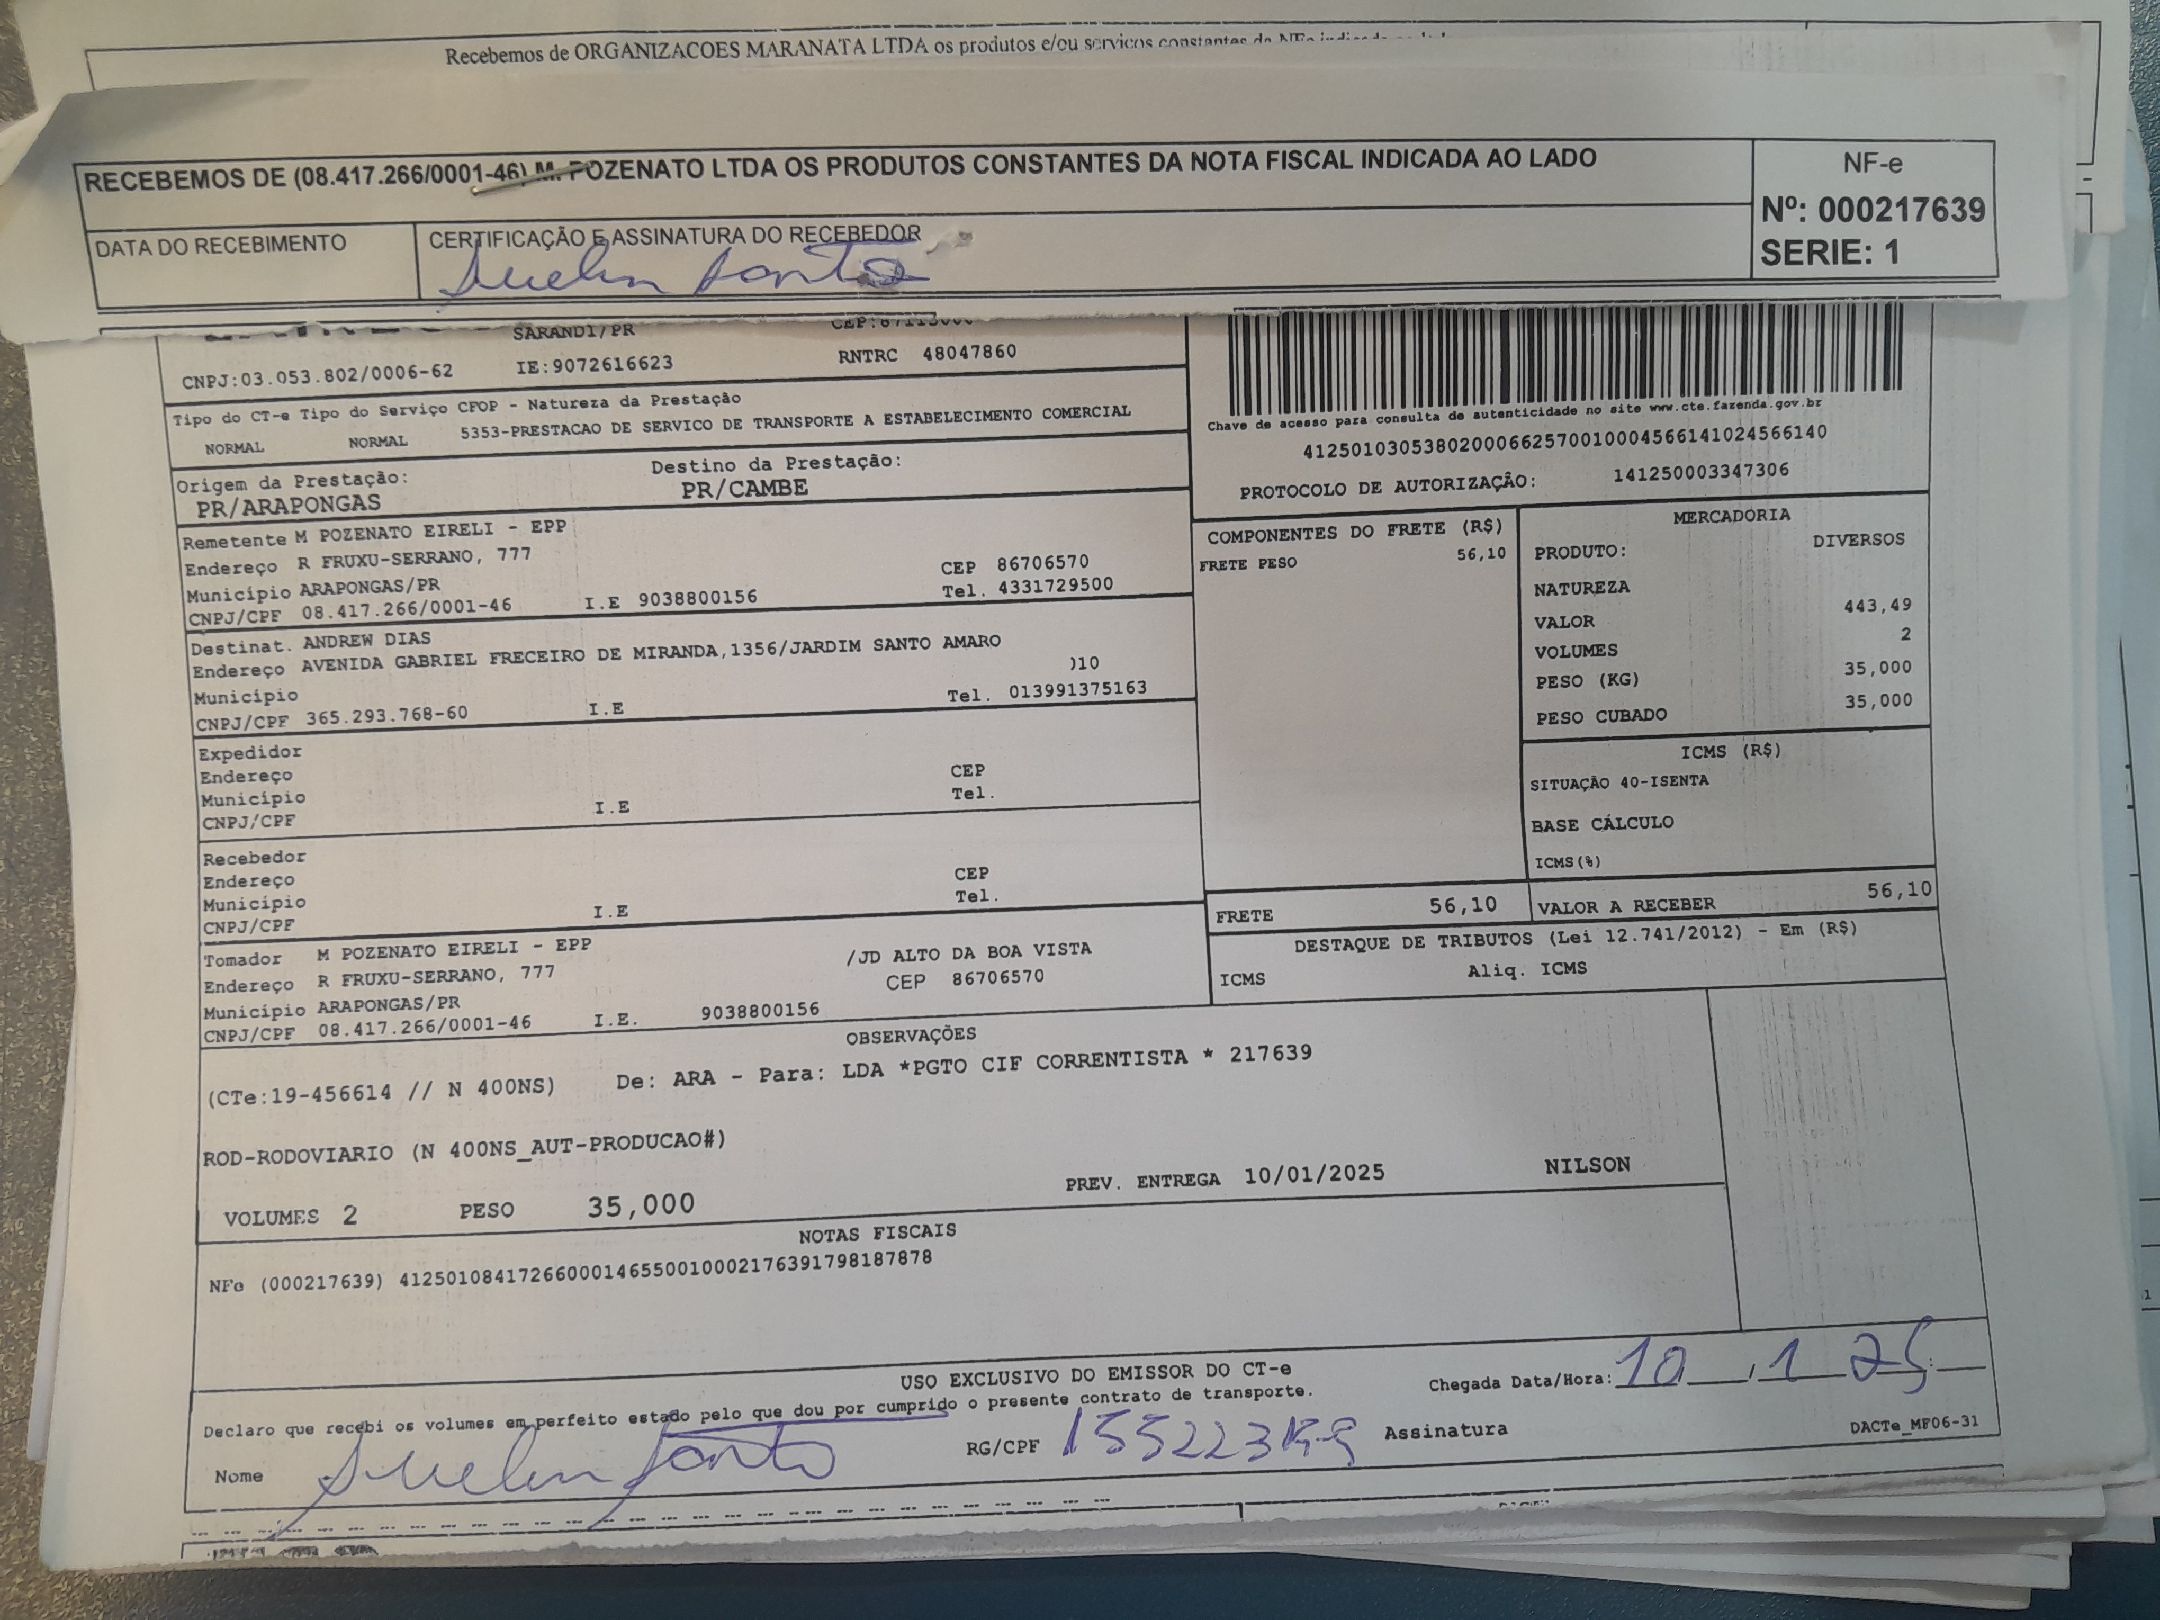 Recebemos de ORGANIZACOES MARANATA LTDA os produtos e/ou serviços constantes da NFe indicada
RECEBEMOS DE (08.417.266/0001-46) M. POZENATO LTDA OS PRODUTOS CONSTANTES DA NOTA FISCAL INDICADA AO LADO
NF-e
Nº: 000217639
SERIE: 1
DATA DO RECEBIMENTO
CERTIFICAÇÃO E ASSINATURA DO RECEBEDOR
SARANDI/PR
CNPJ:03.053.802/0006-62 IE:9072616623 RNTRC 48047860
Tipo do CT-e Tipo do Serviço CFOP - Natureza da Prestação
NORMAL NORMAL 5353-PRESTACAO DE SERVICO DE TRANSPORTE A ESTABELECIMENTO COMERCIAL
Chave de acesso para consulta de autenticidade no site www.cte.fazenda.gov.br
41250103053802000662570010004566141024566140
PROTOCOLO DE AUTORIZAÇÃO: 141250003347306
Origem da Prestação: Destino da Prestação:
PR/ARAPONGAS PR/CAMBE
Remetente M POZENATO EIRELI - EPP
Endereço R FRUXU-SERRANO, 777 CEP 86706570
Município ARAPONGAS/PR Tel. 4331729500
CNPJ/CPF 08.417.266/0001-46 I.E 9038800156
Destinat. ANDREW DIAS
Endereço AVENIDA GABRIEL FRECEIRO DE MIRANDA,1356/JARDIM SANTO AMARO
Município )10
Tel. 013991375163
CNPJ/CPF 365.293.768-60 I.E
Expedidor
Endereço CEP
Município Tel.
CNPJ/CPF I.E
Recebedor
Endereço CEP
Município Tel.
CNPJ/CPF I.E
Tomador M POZENATO EIRELI - EPP /JD ALTO DA BOA VISTA
Endereço R FRUXU-SERRANO, 777 CEP 86706570
Município ARAPONGAS/PR
CNPJ/CPF 08.417.266/0001-46 I.E. 9038800156
COMPONENTES DO FRETE (R$)
FRETE PESO 56,10
MERCADORIA
PRODUTO: DIVERSOS
NATUREZA
VALOR 443,49
VOLUMES 2
PESO (KG) 35,000
PESO CUBADO 35,000
ICMS (R$)
SITUAÇÃO 40-ISENTA
BASE CÁLCULO
ICMS(%)
FRETE 56,10 VALOR A RECEBER 56,10
DESTAQUE DE TRIBUTOS (Lei 12.741/2012) - Em (R$)
ICMS Aliq. ICMS
OBSERVAÇÕES
(CTe:19-456614 // N 400NS) De: ARA - Para: LDA *PGTO CIF CORRENTISTA * 217639
ROD-RODOVIARIO (N 400NS_AUT-PRODUCAO#)
VOLUMES 2 PESO 35,000 PREV. ENTREGA 10/01/2025 NILSON
NOTAS FISCAIS
NFe (000217639) 41250108417266000146550010002176391798187878
USO EXCLUSIVO DO EMISSOR DO CT-e
Declaro que recebi os volumes em perfeito estado pelo que dou por cumprido o presente contrato de transporte.
Chegada Data/Hora: 10 1 25
Nome
RG/CPF
Assinatura
DACTe_MF06-31